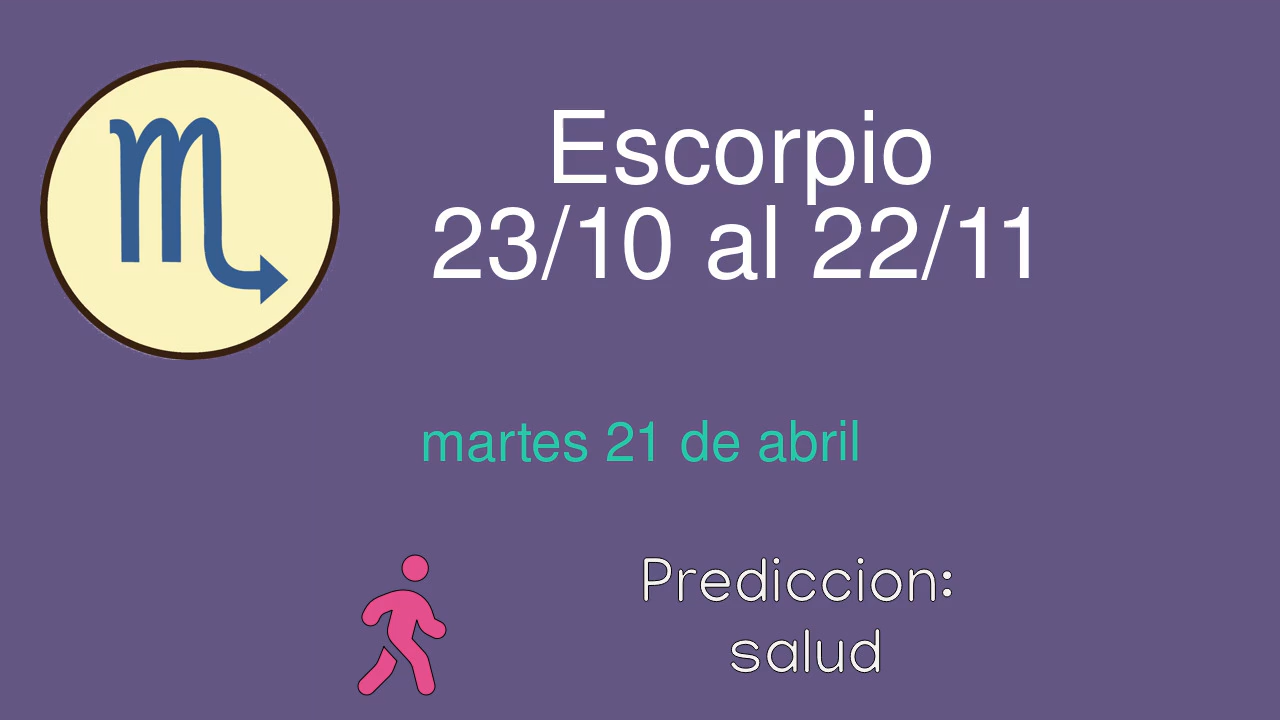 Escorpio
23/10 al 22/11
martes 21 de abril
Prediccion:
salud